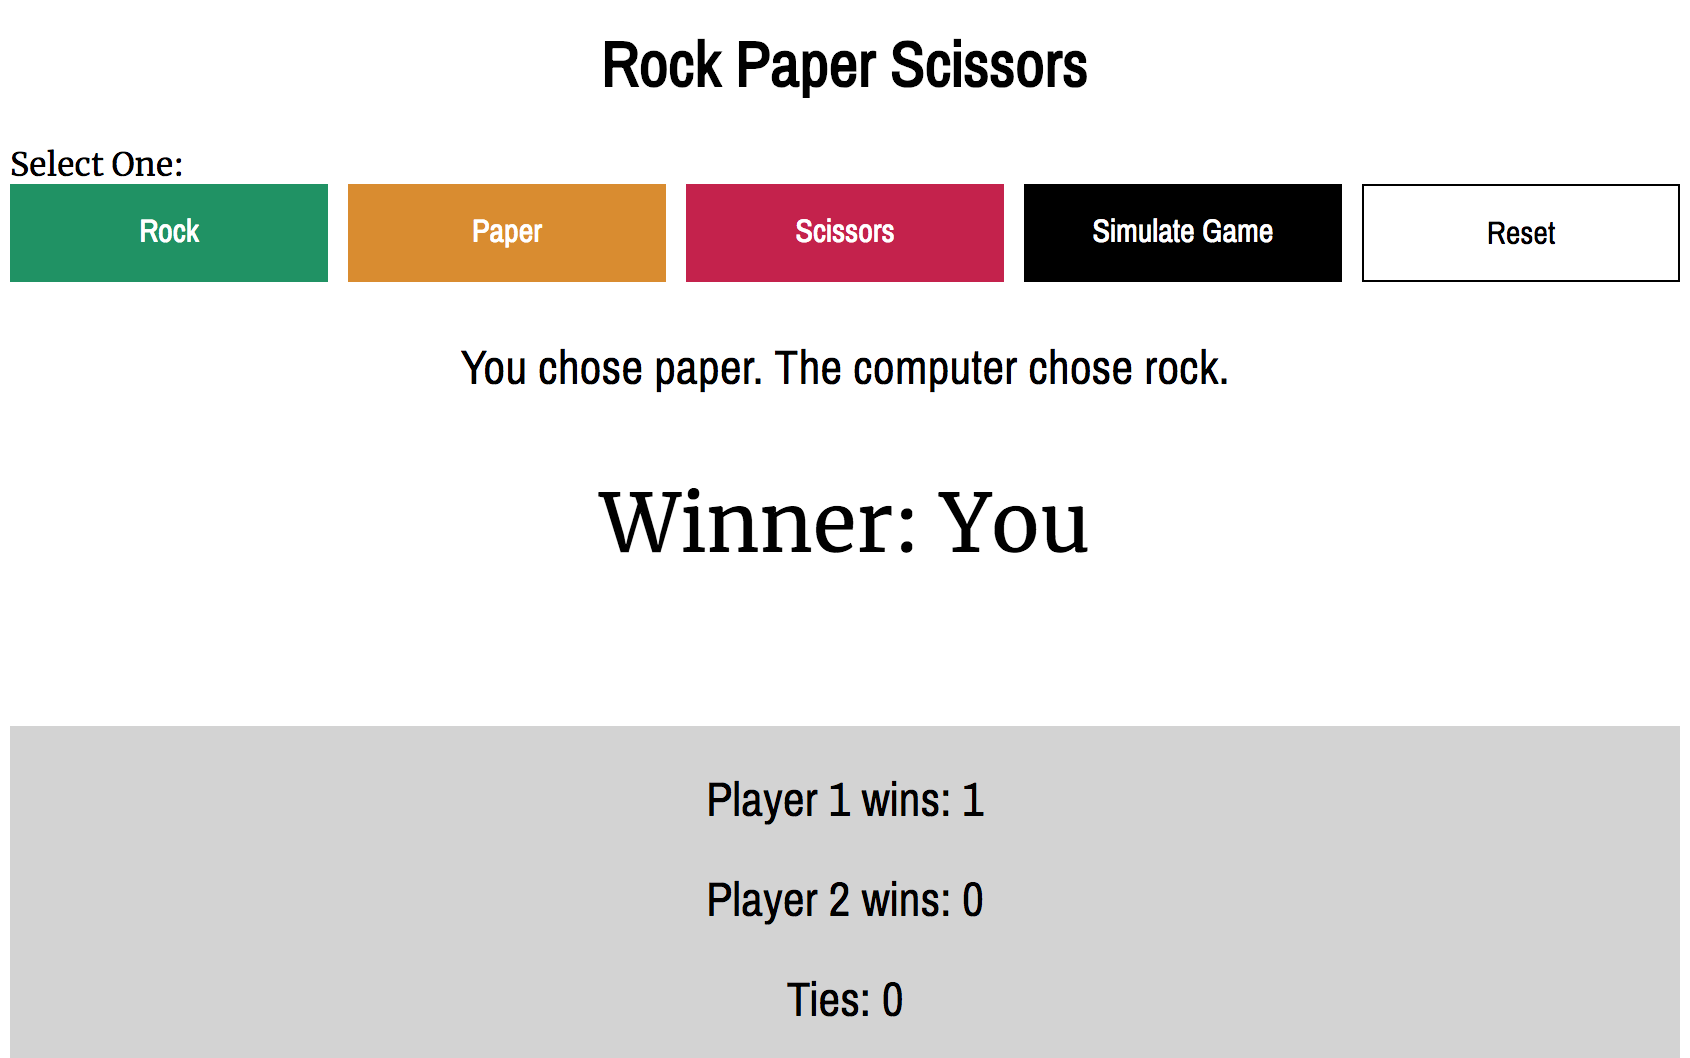 Rock Paper Scissors
Select One:
Rock Paper Scissors Simulate Game Reset
You chose paper. The computer chose rock.
Winner: You
Player 1 wins: 1
Player 2 wins: 0
Ties: 0